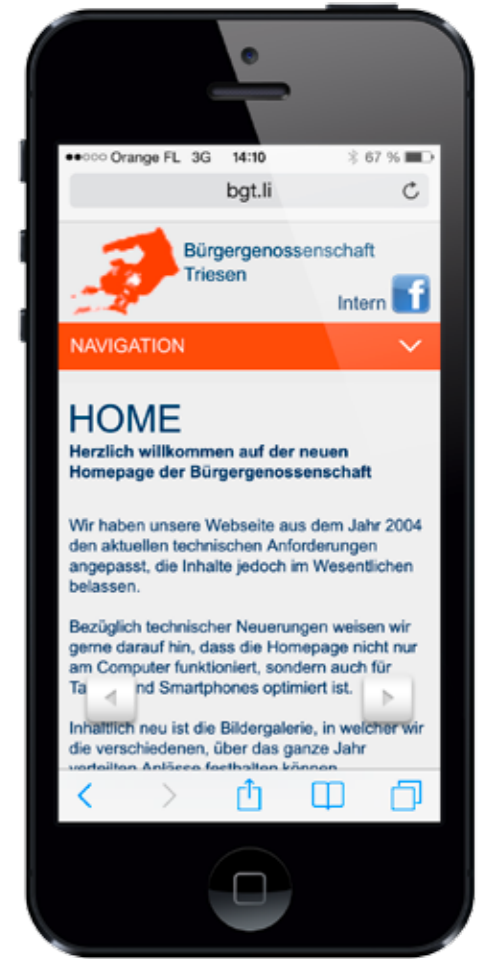 Orange FL 3G 14:10 67 %
bgt.li
Bürgergenossenschaft
Triesen
Intern f
NAVIGATION
HOME
Herzlich willkommen auf der neuen
Homepage der Bürgergenossenschaft
Wir haben unsere Webseite aus dem Jahr 2004
den aktuellen technischen Anforderungen
angepasst, die Inhalte jedoch im Wesentlichen
belassen.
Bezüglich technischer Neuerungen weisen wir
gerne darauf hin, dass die Homepage nicht nur
am Computer funktioniert, sondern auch für
Smartphones optimiert ist.
Inhaltlich neu ist die Bildergalerie, in welcher wir
die verschiedenen, über das ganze Jahr
verteilten Anlässe festhalten können